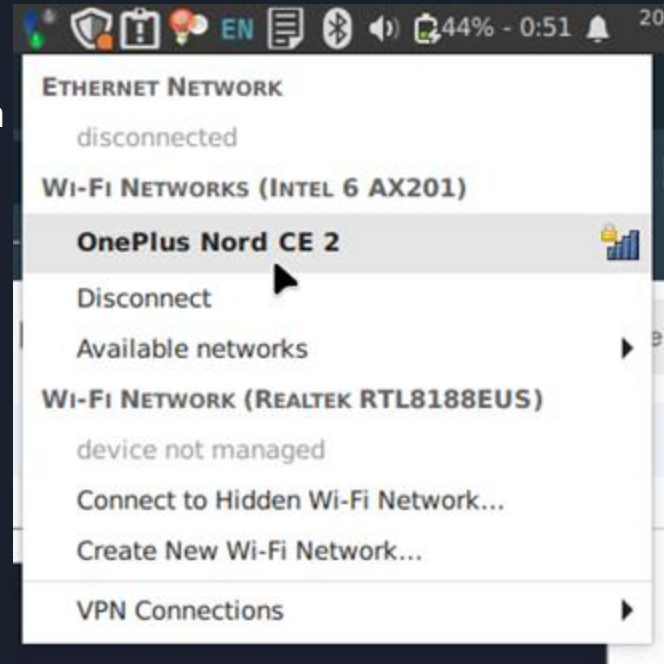 EN 44% - 0:51 20
ETHERNET NETWORK
disconnected
WI-FI NETWORKS (INTEL 6 AX201)
OnePlus Nord CE 2
Disconnect
Available networks
WI-FI NETWORK (REALTEK RTL8188EUS)
device not managed
Connect to Hidden Wi-Fi Network...
Create New Wi-Fi Network...
VPN Connections